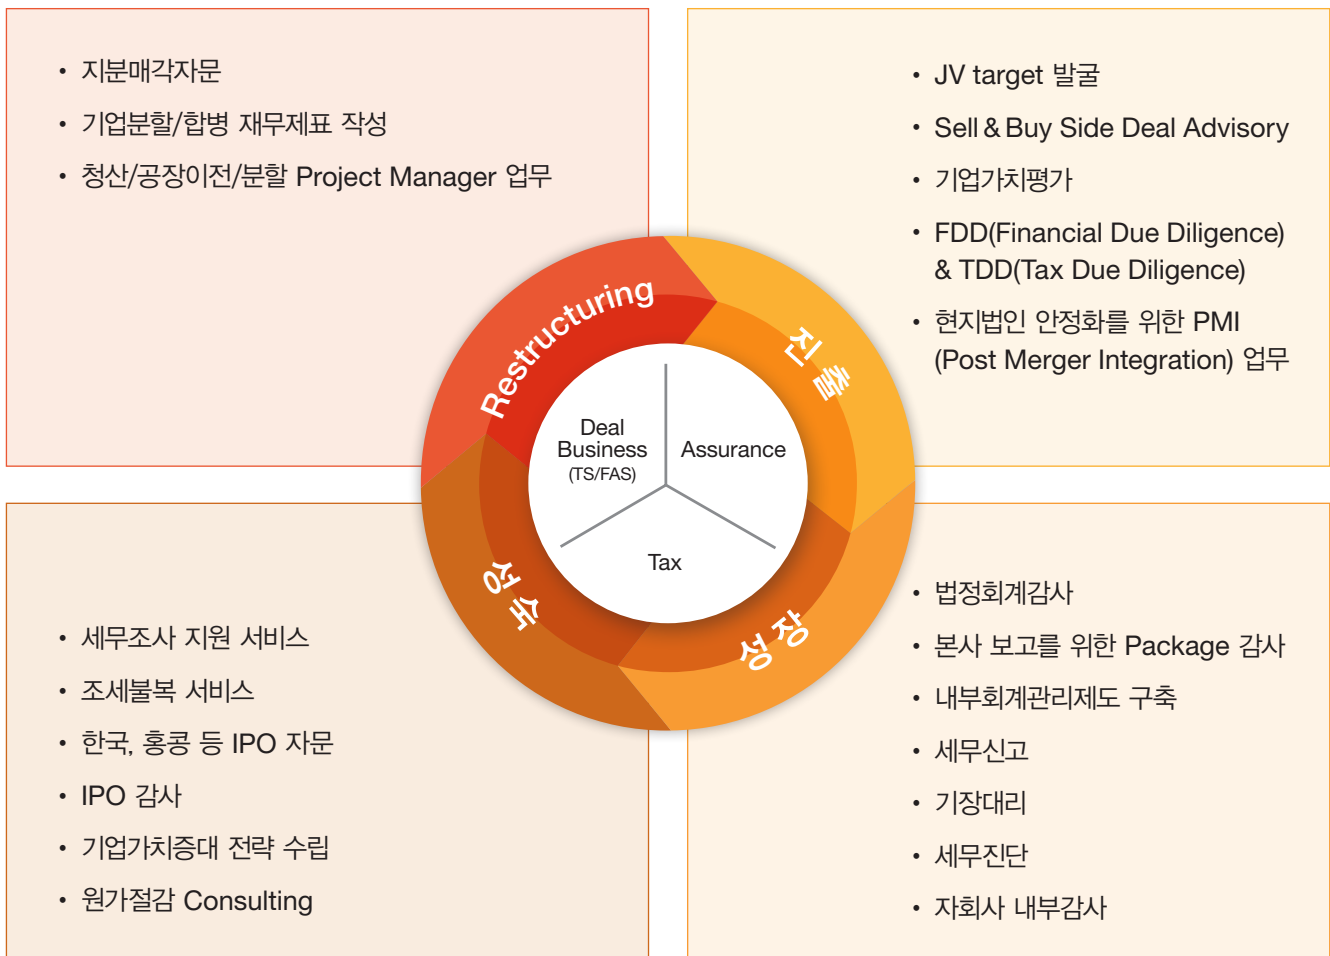 • 지분매각자문
• 기업분할/합병 재무제표 작성
• 청산/공장이전/분할 Project Manager 업무
• JV target 발굴
• Sell & Buy Side Deal Advisory
• 기업가치평가
• FDD(Financial Due Diligence)
& TDD(Tax Due Diligence)
• 현지법인 안정화를 위한 PMI
(Post Merger Integration) 업무
Restructuring
진출
Deal
Business
(TS/FAS)
Assurance
Tax
성숙
성장
• 세무조사 지원 서비스
• 조세불복 서비스
• 한국, 홍콩 등 IPO 자문
• IPO 감사
• 기업가치증대 전략 수립
• 원가절감 Consulting
• 법정회계감사
• 본사 보고를 위한 Package 감사
• 내부회계관리제도 구축
• 세무신고
• 기장대리
• 세무진단
• 자회사 내부감사